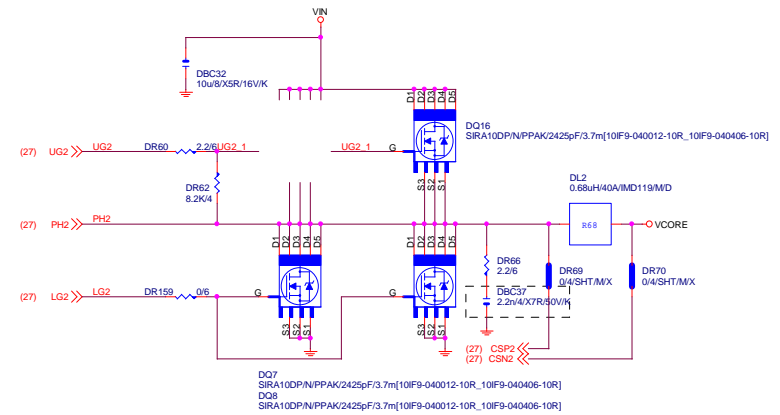 VIN
DBC32
10u/8/X5R/16V/K
D1 D2 D3 D4 D5
DQ16
SIRA10DP/N/PPAK/2425pF/3.7m[10IF9-040012-10R_10IF9-040406-10R]
(27) UG2 UG2 DR60 2.2/6 UG2_1 UG2_1 G
S3 S2 S1
DR62
8.2K/4
DL2
0.68uH/40A/IMD119/M/D
R68
(27) PH2 PH2
VCORE
D1 D2 D3 D4 D5 D1 D2 D3 D4 D5
DR66
2.2/6
DR69
0/4/SHT/M/X
DR70
0/4/SHT/M/X
(27) LG2 LG2 DR159 0/6 G G
DBC37
2.2n/4/X7R/50V/K
S3 S2 S1 S3 S2 S1
(27) CSP2
(27) CSN2
DQ7
SIRA10DP/N/PPAK/2425pF/3.7m[10IF9-040012-10R_10IF9-040406-10R]
DQ8
SIRA10DP/N/PPAK/2425pF/3.7m[10IF9-040012-10R_10IF9-040406-10R]